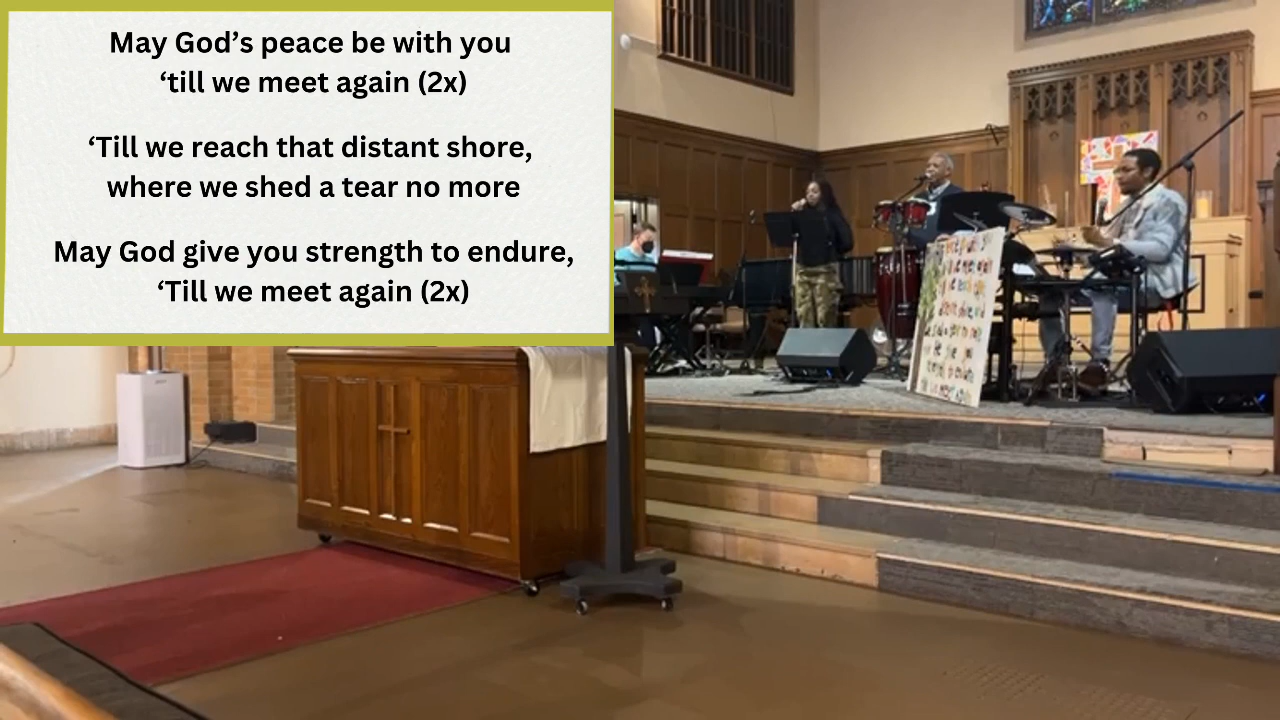 May God’s peace be with you
‘till we meet again (2x)
‘Till we reach that distant shore,
where we shed a tear no more
May God give you strength to endure,
‘Till we meet again (2x)